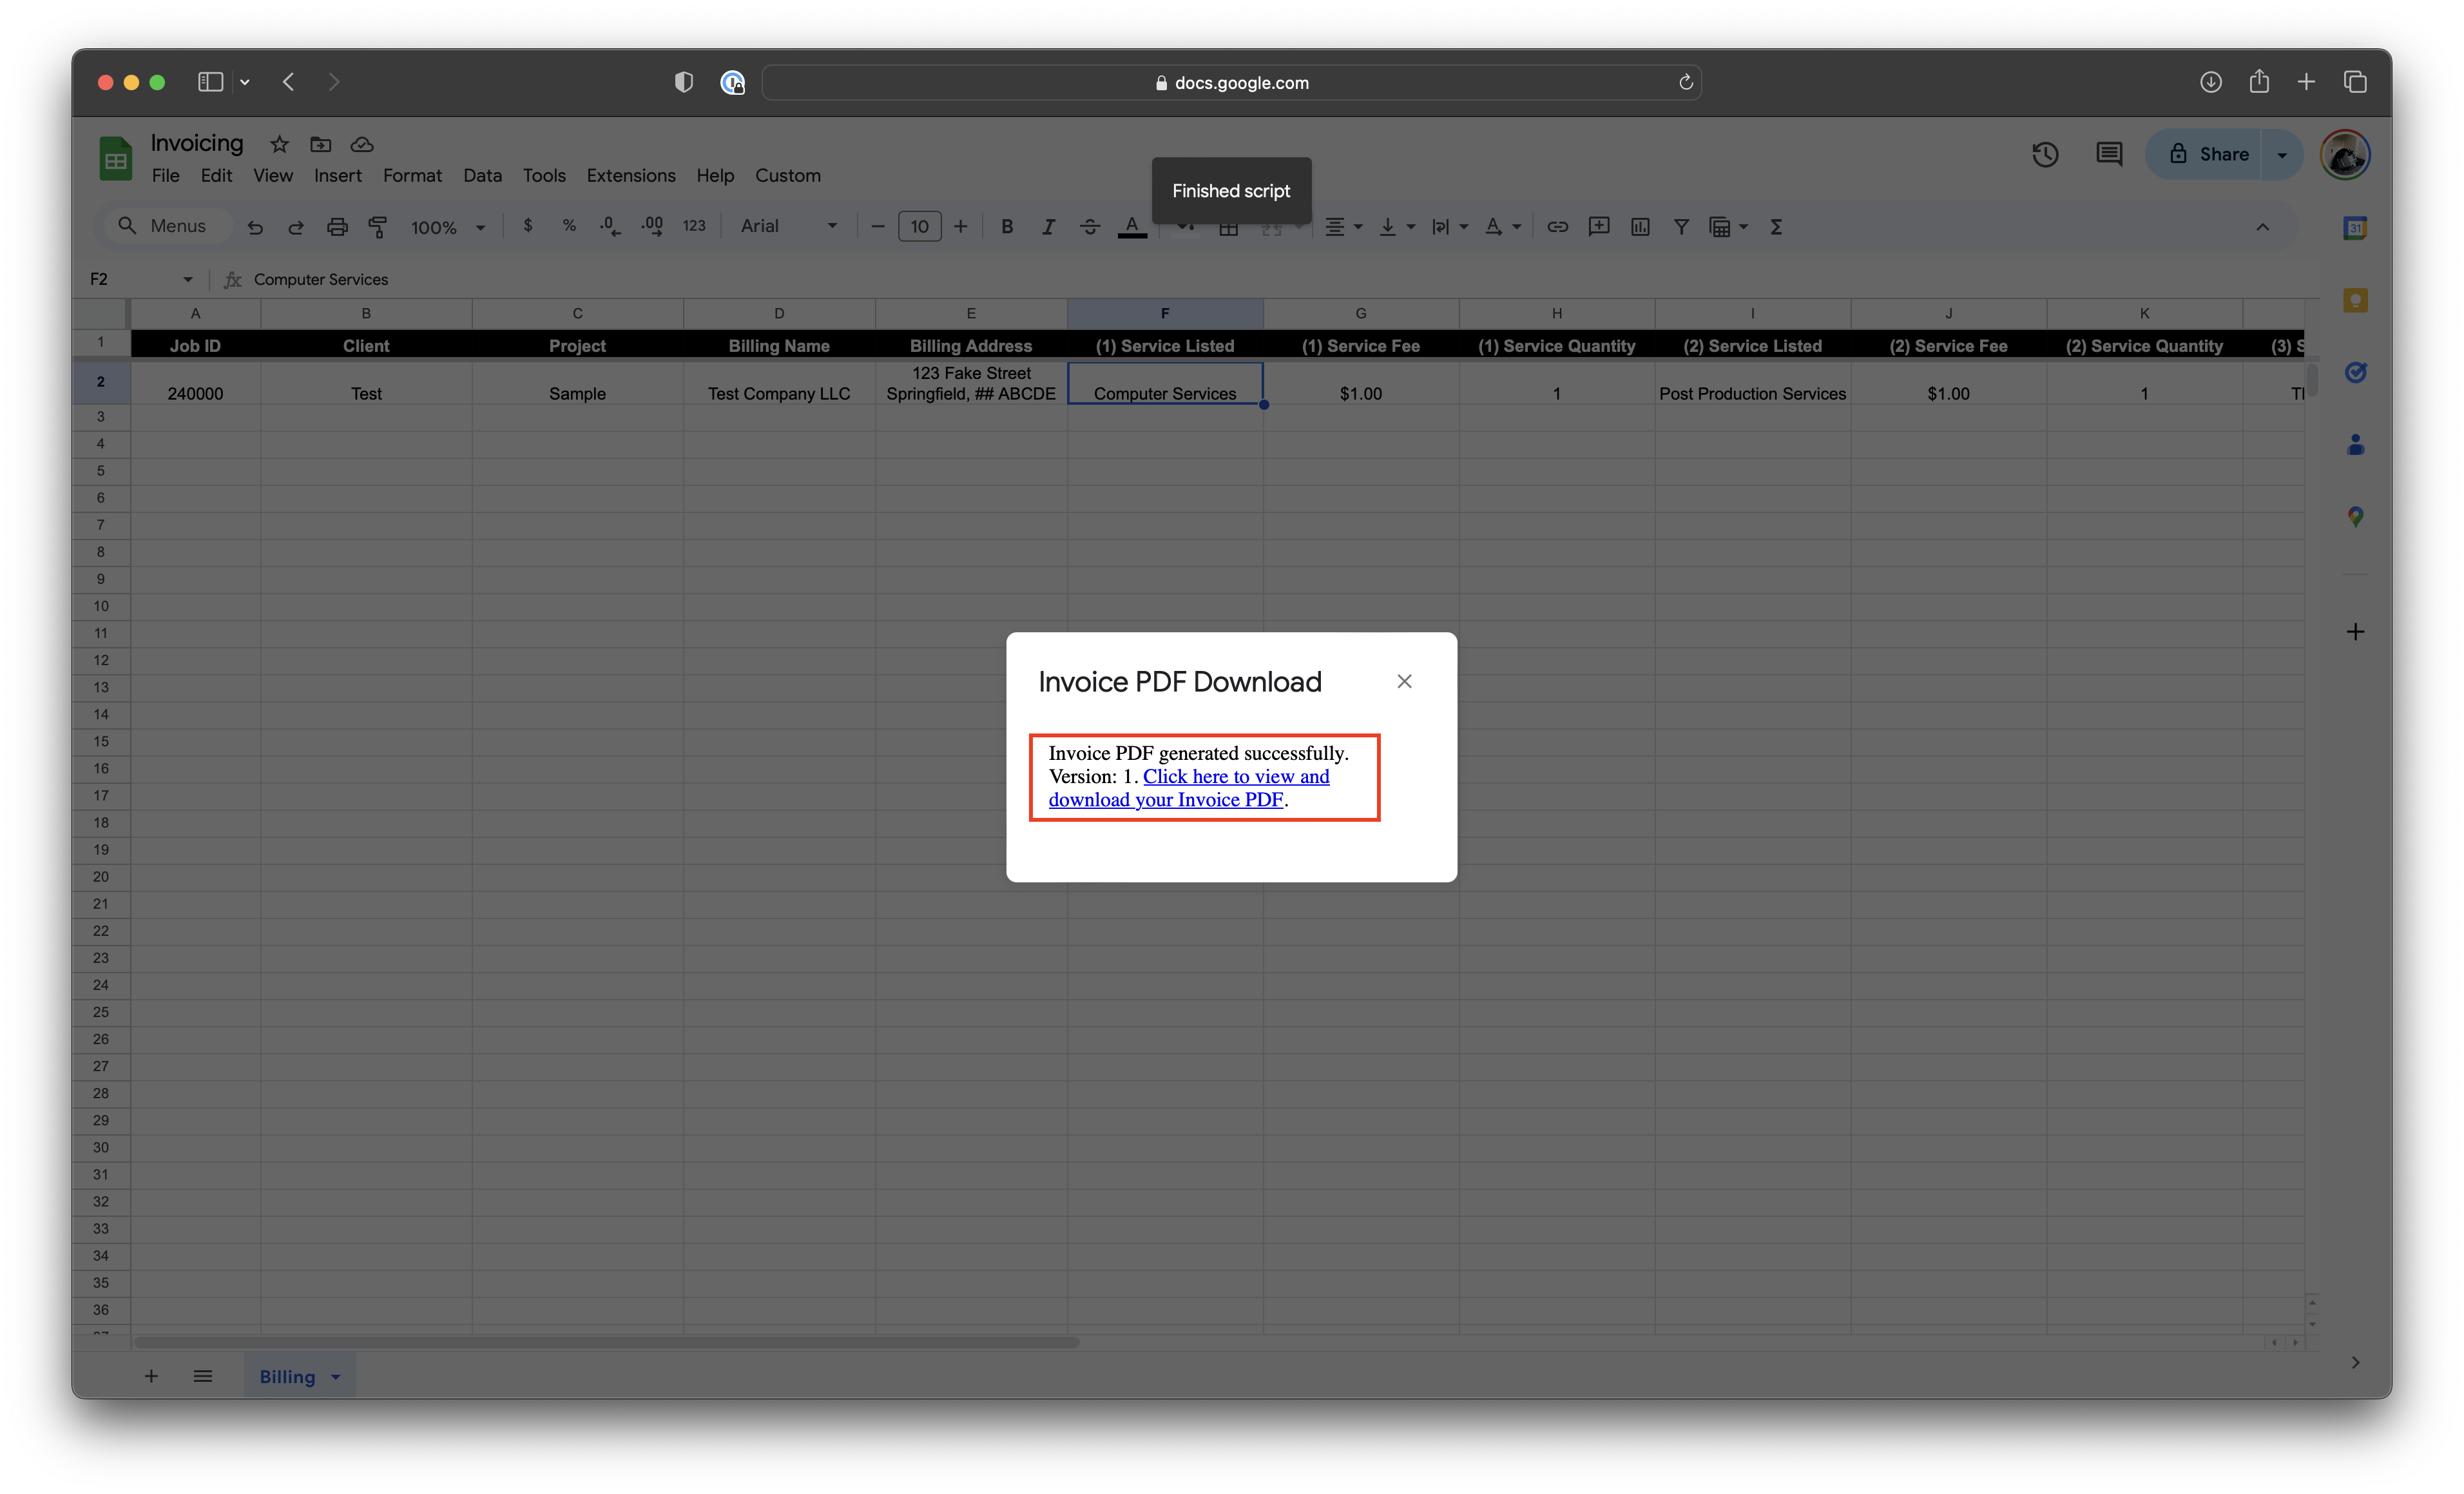 docs.google.com
Invoicing
File Edit View Insert Format Data Tools Extensions Help Custom
Share
Finished script
Menus 100% $ % .0 .00 123 Arial 10 B I A A Σ
31
F2 fx Computer Services
A B C D E F G H I J K
1 Job ID Client Project Billing Name Billing Address (1) Service Listed (1) Service Fee (1) Service Quantity (2) Service Listed (2) Service Fee (2) Service Quantity (3) S
123 Fake Street
2 240000 Test Sample Test Company LLC Springfield, ## ABCDE Computer Services $1.00 1 Post Production Services $1.00 1
3
4
5
6
7
8
9
10
11
12
13
14
15
16
17
18
19
20
21
22
23
24
25
26
27
28
29
30
31
32
33
34
35
36
Invoice PDF Download
Invoice PDF generated successfully.
Version: 1. Click here to view and
download your Invoice PDF.
Billing